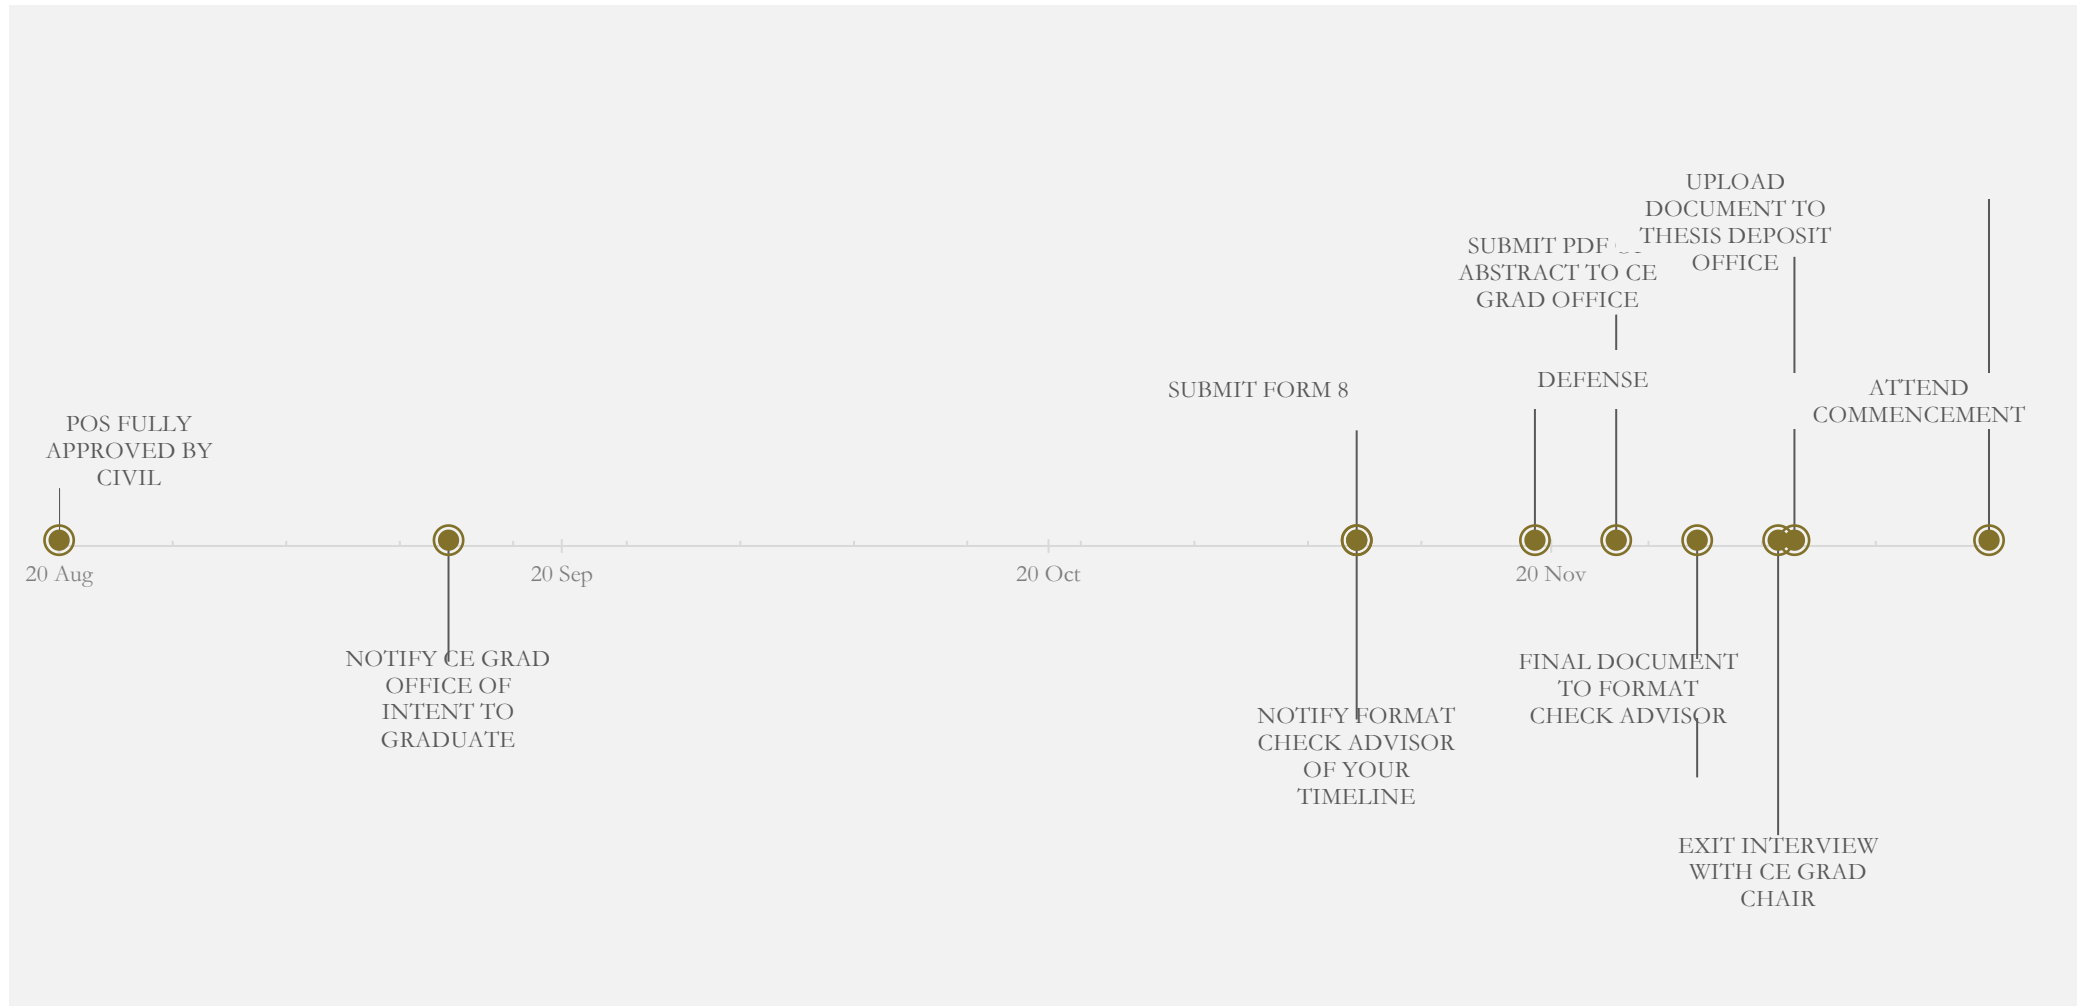 UPLOAD
DOCUMENT TO
THESIS DEPOSIT
OFFICE
SUBMIT PDF
ABSTRACT TO CE
GRAD OFFICE
DEFENSE
SUBMIT FORM 8
ATTEND
COMMENCEMENT
POS FULLY
APPROVED BY
CIVIL
20 Aug
20 Sep
20 Oct
20 Nov
NOTIFY CE GRAD
OFFICE OF
INTENT TO
GRADUATE
FINAL DOCUMENT
TO FORMAT
CHECK ADVISOR
NOTIFY FORMAT
CHECK ADVISOR
OF YOUR
TIMELINE
EXIT INTERVIEW
WITH CE GRAD
CHAIR